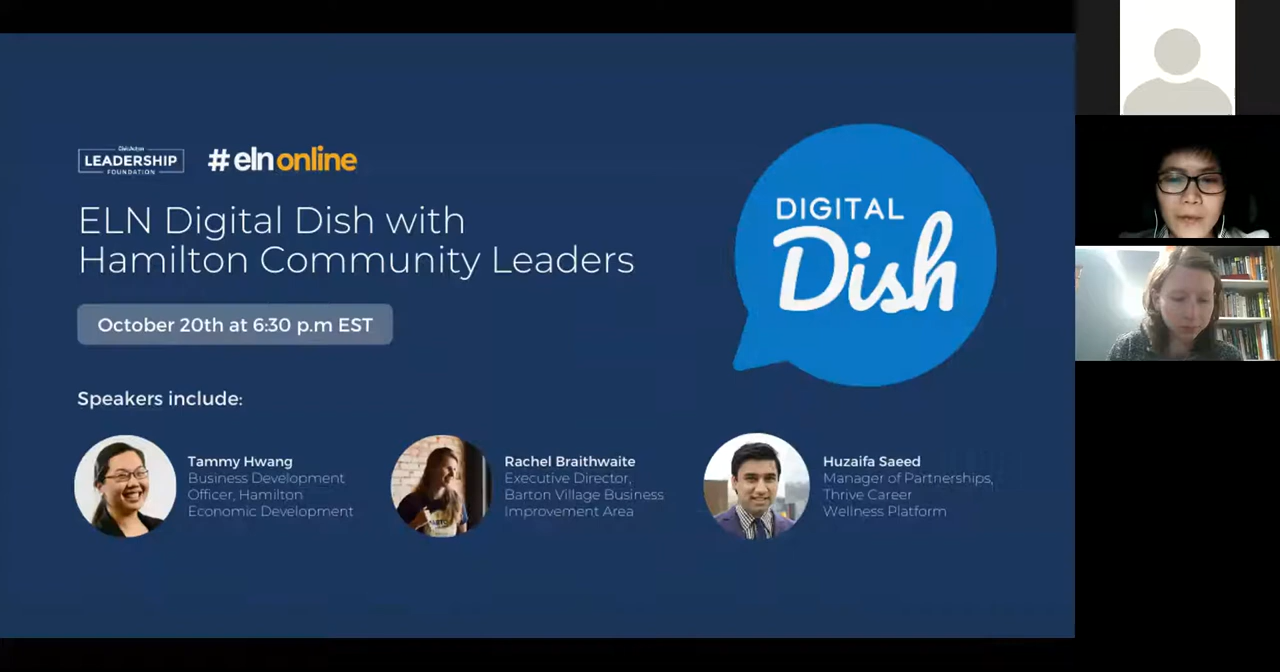 LEADERSHIP
FOUNDATION
#elnonline
ELN Digital Dish with
Hamilton Community Leaders
October 20th at 6:30 p.m EST
DIGITAL
Dish
Speakers include:
Tammy Hwang
Business Development
Officer, Hamilton
Economic Development
Rachel Braithwaite
Executive Director,
Barton Village Business
Improvement Area
Huzaifa Saeed
Manager of Partnerships,
Thrive Career
Wellness Platform